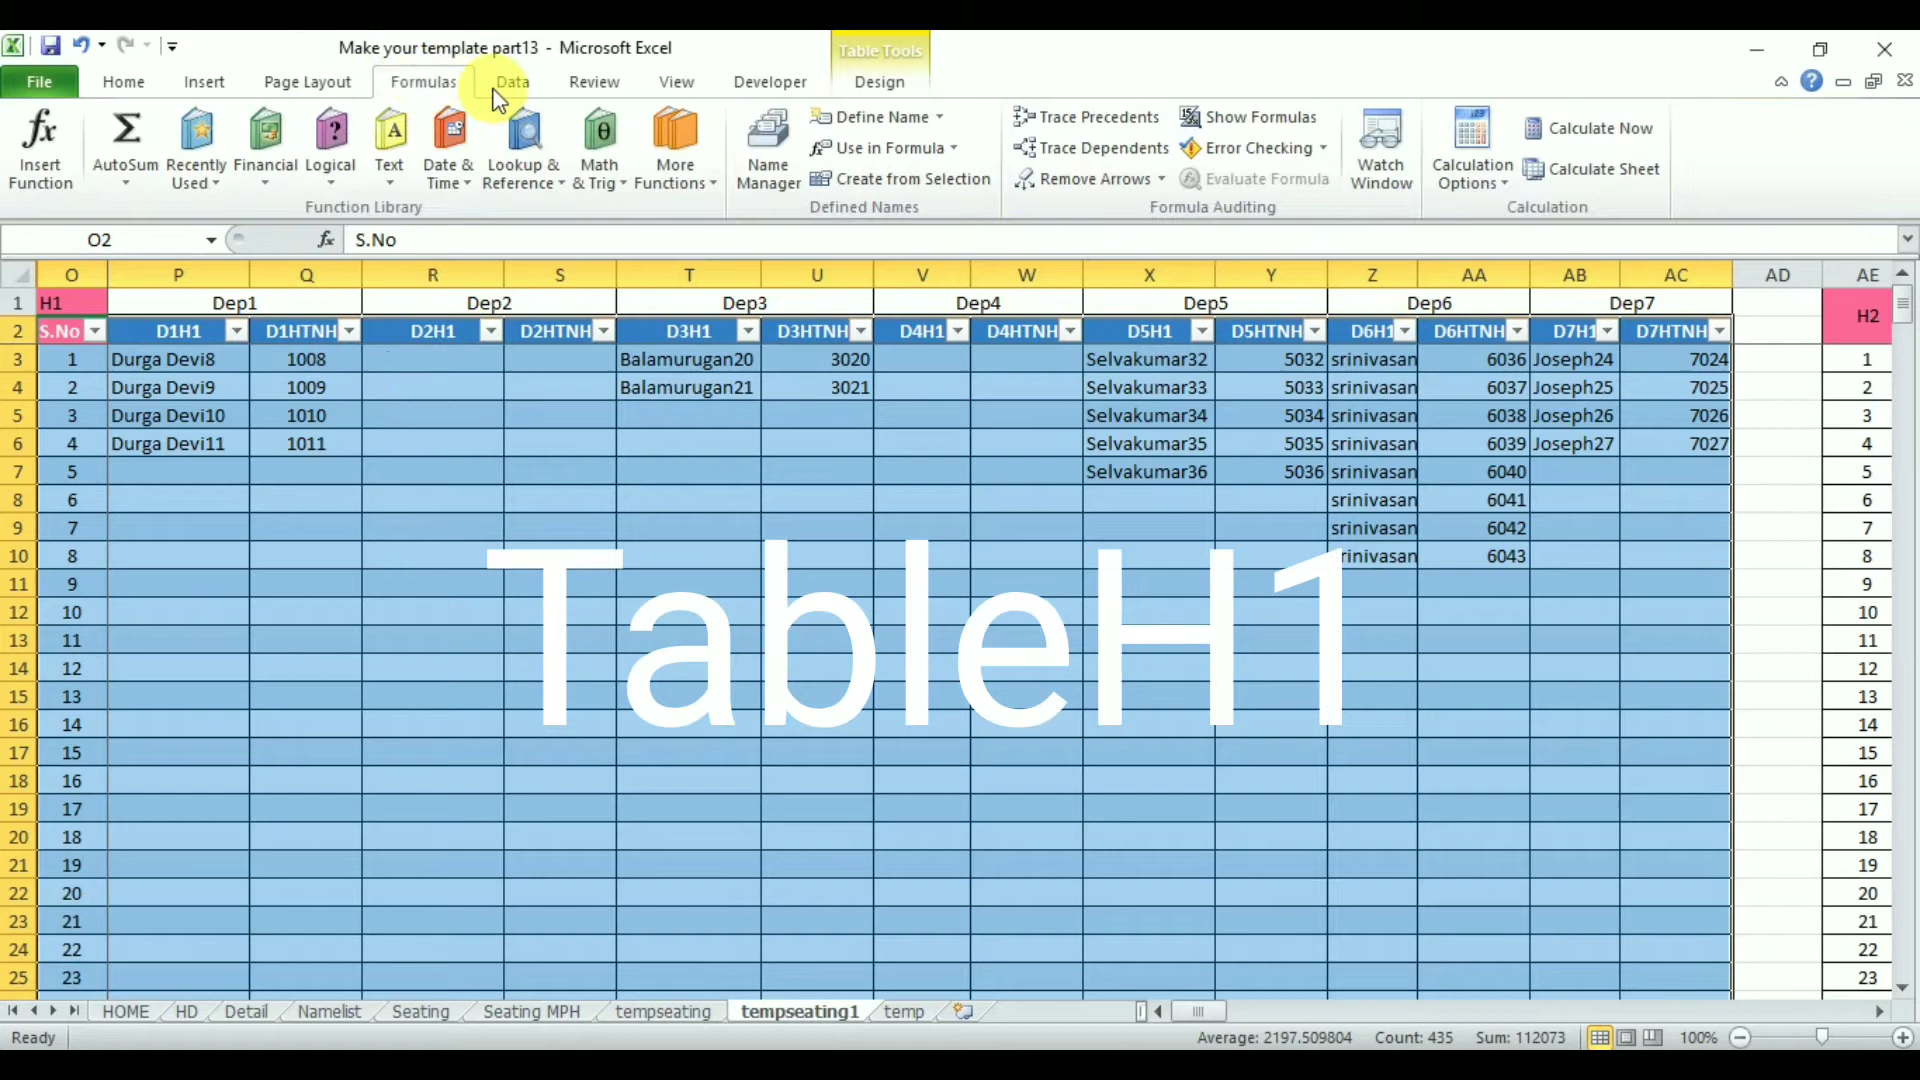 Make your template part13 - Microsoft Excel
Table Tools
File Home Insert Page Layout Formulas Data Review View Developer Design
Insert Function
AutoSum
Recently Used
Financial
Logical
Text
Date & Time
Lookup & Reference
Math & Trig
More Functions
Function Library
Name Manager
Define Name
Use in Formula
Create from Selection
Defined Names
Trace Precedents
Trace Dependents
Remove Arrows
Show Formulas
Error Checking
Evaluate Formula
Formula Auditing
Watch Window
Calculation Options
Calculate Now
Calculate Sheet
Calculation
O2 fx S.No
O P Q R S T U V W X Y Z AA AB AC AD AE
1 H1 Dep1 Dep2 Dep3 Dep4 Dep5 Dep6 Dep7
H2
2 S.No D1H1 D1HTNH D2H1 D2HTNH D3H1 D3HTNH D4H1 D4HTNH D5H1 D5HTNH D6H1 D6HTNH D7H1 D7HTNH
3 1 Durga Devi8 1008 Balamurugan20 3020 Selvakumar32 5032 srinivasan 6036 Joseph24 7024 1
4 2 Durga Devi9 1009 Balamurugan21 3021 Selvakumar33 5033 srinivasan 6037 Joseph25 7025 2
5 3 Durga Devi10 1010 Selvakumar34 5034 srinivasan 6038 Joseph26 7026 3
6 4 Durga Devi11 1011 Selvakumar35 5035 srinivasan 6039 Joseph27 7027 4
7 5 Selvakumar36 5036 srinivasan 6040 5
8 6 srinivasan 6041 6
9 7 srinivasan 6042 7
10 8 srinivasan 6043 8
11 9 9
12 10 10
13 11 11
14 12 12
15 13 13
16 14 14
17 15 15
18 16 16
19 17 17
20 18 18
21 19 19
22 20 20
23 21 21
24 22 22
25 23 23
TableH1
HOME HD Detail Namelist Seating Seating MPH tempseating tempseating1 temp
Ready Average: 2197.509804 Count: 435 Sum: 112073 100%